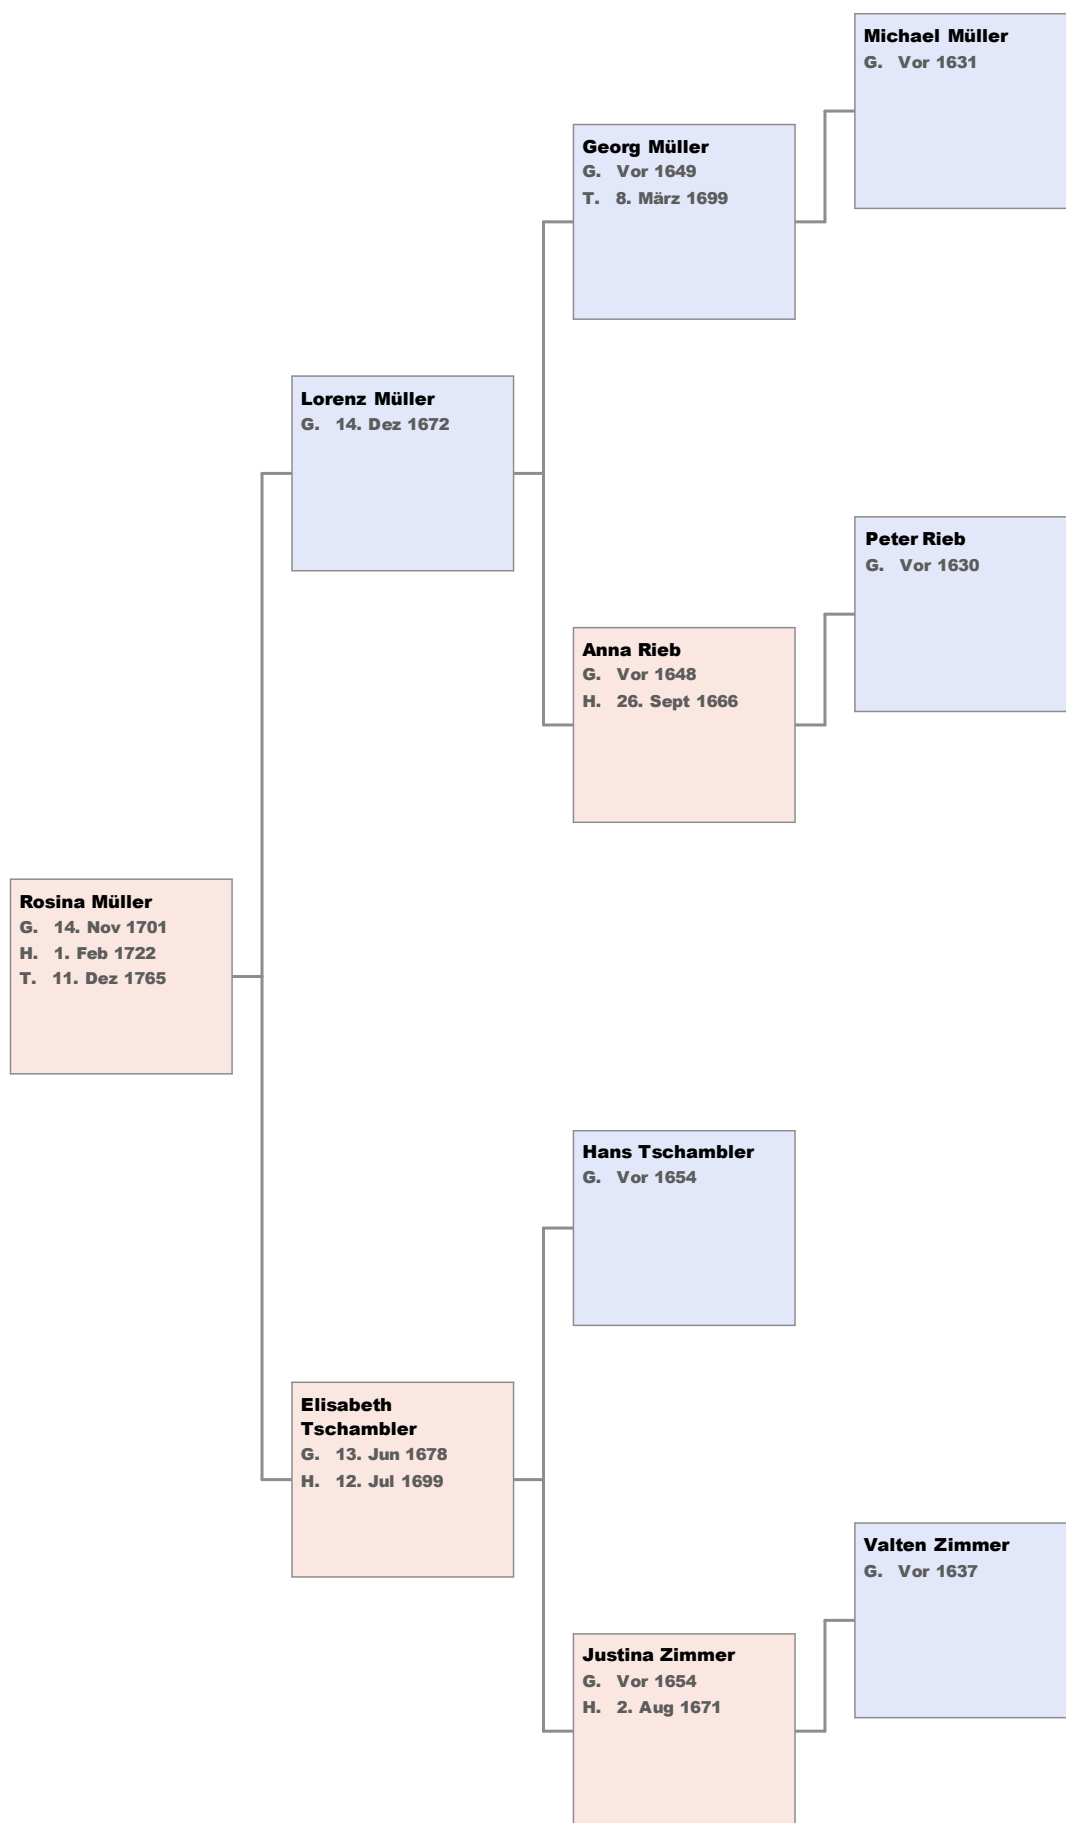 Michael Müller
G. Vor 1631
Georg Müller
G. Vor 1649
T. 8. März 1699
Lorenz Müller
G. 14. Dez 1672
Peter Rieb
G. Vor 1630
Anna Rieb
G. Vor 1648
H. 26. Sept 1666
Rosina Müller
G. 14. Nov 1701
H. 1. Feb 1722
T. 11. Dez 1765
Hans Tschambler
G. Vor 1654
Elisabeth
Tschambler
G. 13. Jun 1678
H. 12. Jul 1699
Valten Zimmer
G. Vor 1637
Justina Zimmer
G. Vor 1654
H. 2. Aug 1671